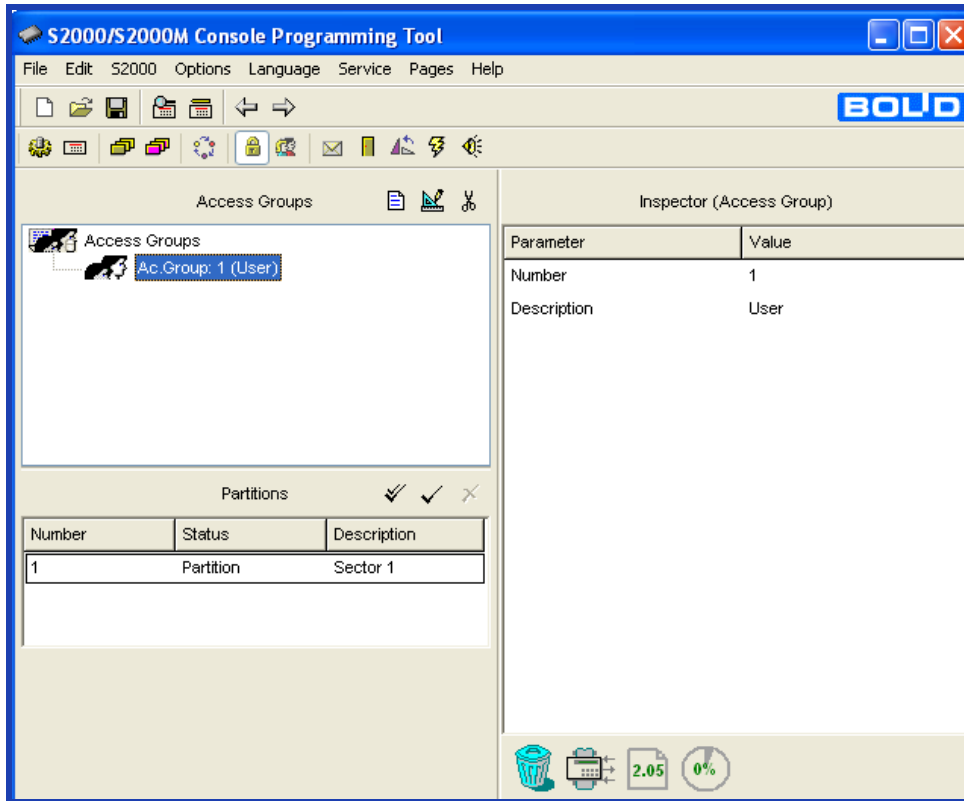 S2000/S2000M Console Programming Tool
File Edit S2000 Options Language Service Pages Help
BOLID
Access Groups
Inspector (Access Group)
Access Groups
Ac.Group: 1 (User)
Parameter Value
Number 1
Description User
Partitions
Number Status Description
1 Partition Sector 1
2.05
0%